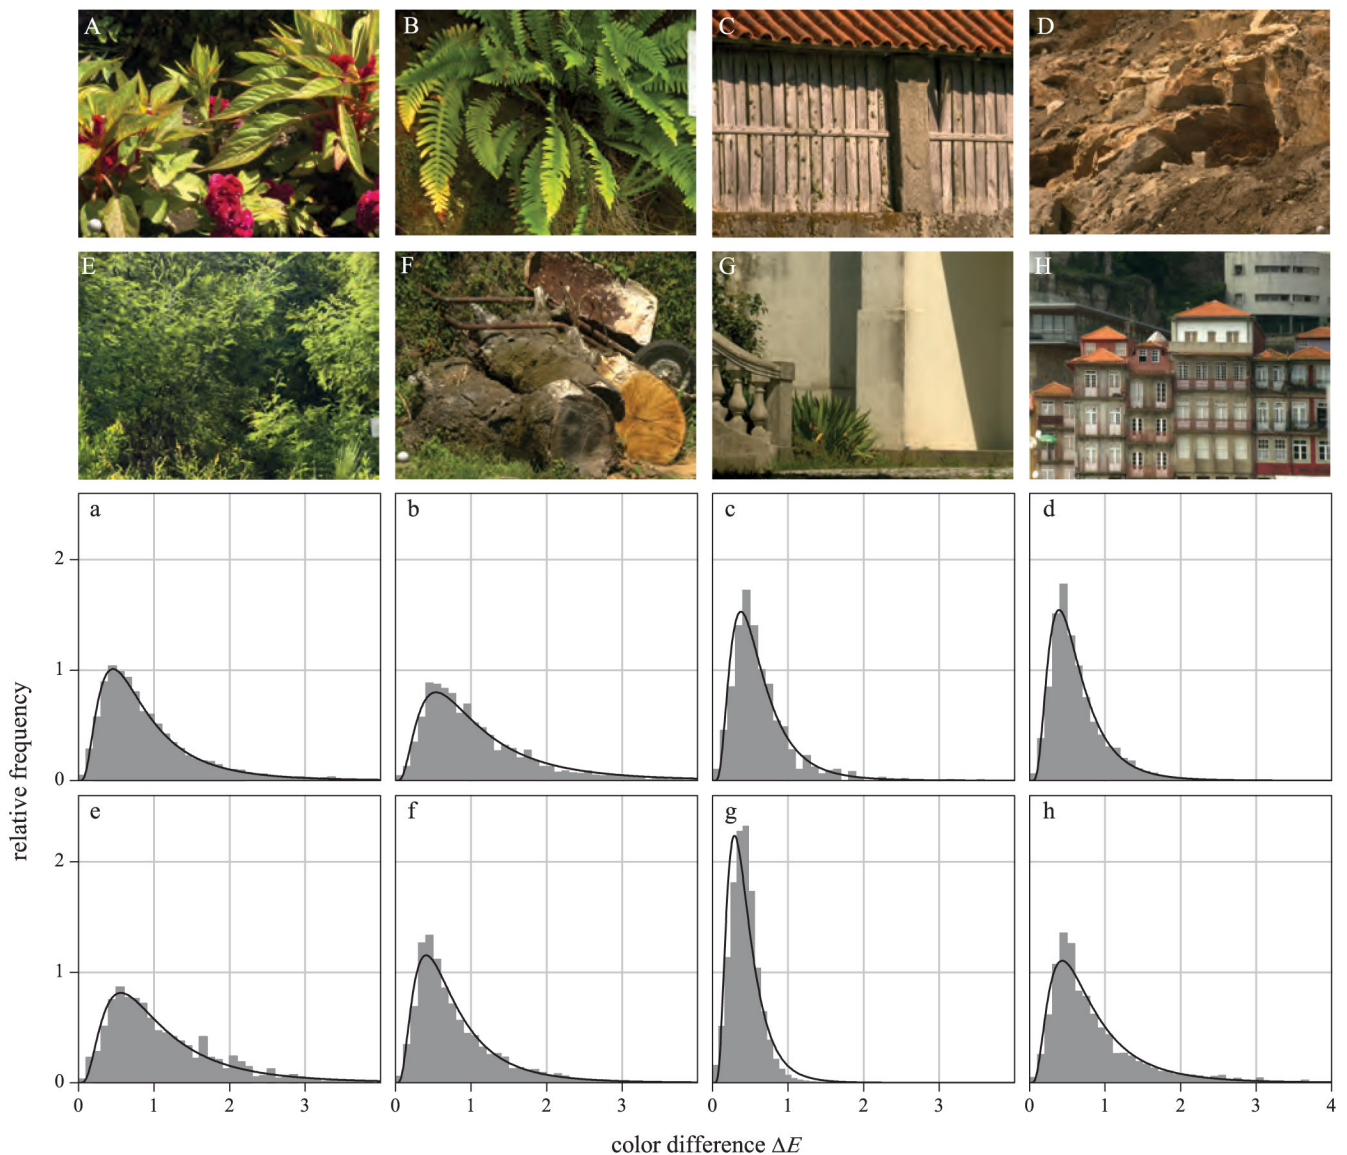 A B C D
E F G H
a b c d
2
1
0
e f g h
2
1
0
0 1 2 3 0 1 2 3 0 1 2 3 0 1 2 3 4
relative frequency
color difference ΔE